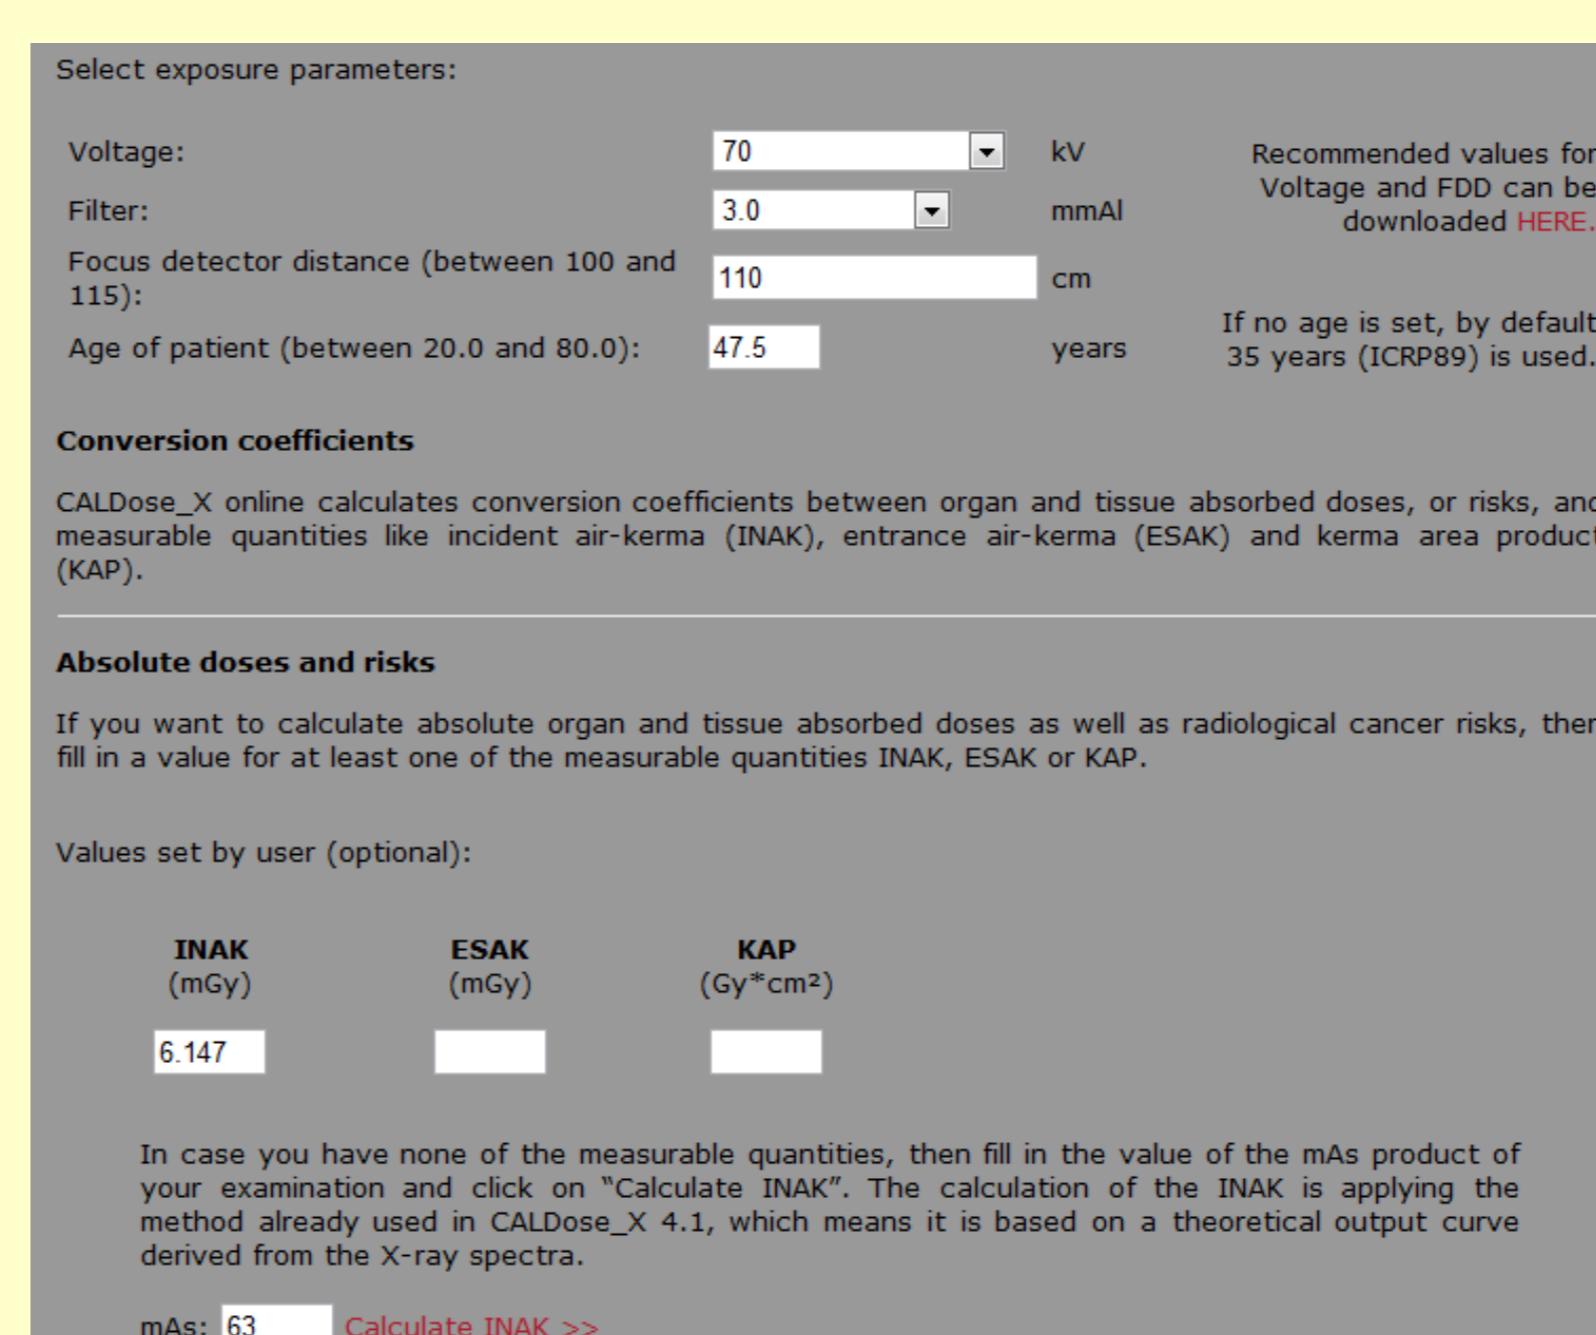 Select exposure parameters:
Voltage: 70 kV
Recommended values for
Voltage and FDD can be
downloaded HERE.
Filter: 3.0 mmAl
Focus detector distance (between 100 and
115): 110 cm
Age of patient (between 20.0 and 80.0): 47.5 years
If no age is set, by default
35 years (ICRP89) is used.
Conversion coefficients
CALDose_X online calculates conversion coefficients between organ and tissue absorbed doses, or risks, and
measurable quantities like incident air-kerma (INAK), entrance air-kerma (ESAK) and kerma area product
(KAP).
Absolute doses and risks
If you want to calculate absolute organ and tissue absorbed doses as well as radiological cancer risks, then
fill in a value for at least one of the measurable quantities INAK, ESAK or KAP.
Values set by user (optional):
INAK ESAK KAP
(mGy) (mGy) (Gy*cm²)
6.147
In case you have none of the measurable quantities, then fill in the value of the mAs product of
your examination and click on “Calculate INAK”. The calculation of the INAK is applying the
method already used in CALDose_X 4.1, which means it is based on a theoretical output curve
derived from the X-ray spectra.
mAs: 63 Calculate INAK >>